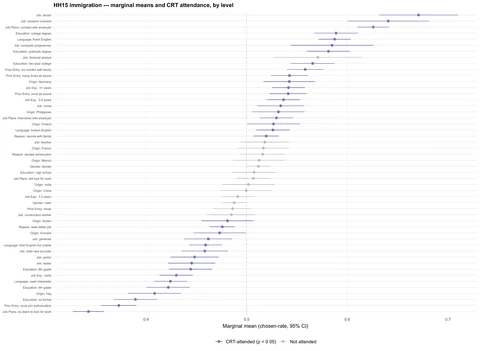 HH15 immigration --- marginal means and CRT attendance, by level
Job: doctor
Job: research scientist
Job Plans: contract with employer
Education: college degree
Language: fluent English
Job: computer programmer
Education: graduate degree
Job: financial analyst
Education: two-year college
Prior Entry: six months with family
Prior Entry: many times as tourist
Origin: Germany
Job Exp.: 5+ years
Prior Entry: once as tourist
Job Exp.: 3-5 years
Job: nurse
Origin: Philippines
Job Plans: interviews with employer
Origin: Poland
Language: broken English
Reason: reunite with family
Job: teacher
Origin: France
Reason: escape persecution
Origin: Mexico
Gender: female
Education: high school
Job Plans: will look for work
Origin: India
Origin: China
Job Exp.: 1-2 years
Gender: male
Prior Entry: never
Job: construction worker
Origin: Sudan
Reason: seek better job
Origin: Somalia
Job: gardener
Language: tried English but unable
Job: child care provider
Job: janitor
Job: waiter
Education: 8th grade
Job Exp.: none
Language: used interpreter
Education: 4th grade
Origin: Iraq
Education: no formal
Prior Entry: once w/o authorization
Job Plans: no plans to look for work
0.4
0.5
0.6
0.7
Marginal mean (chosen-rate, 95% CI)
CRT-attended (p < 0.05)
Not attended